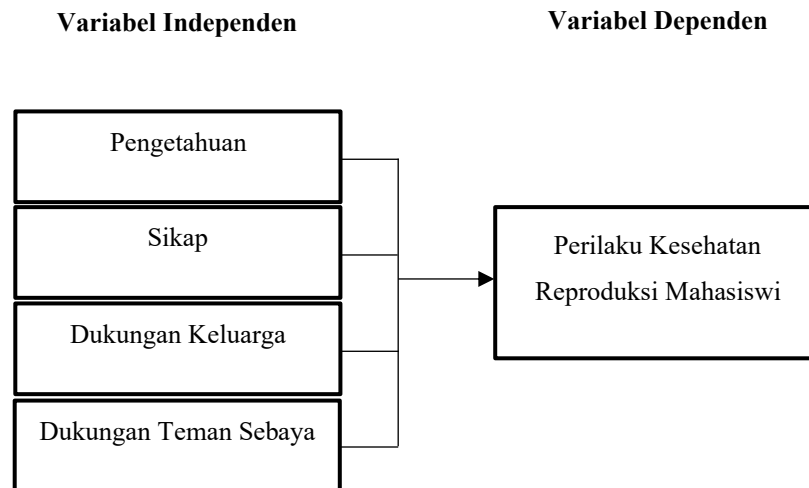 Variabel Independen
Variabel Dependen
Pengetahuan
Sikap
Dukungan Keluarga
Dukungan Teman Sebaya
Perilaku Kesehatan
Reproduksi Mahasiswi